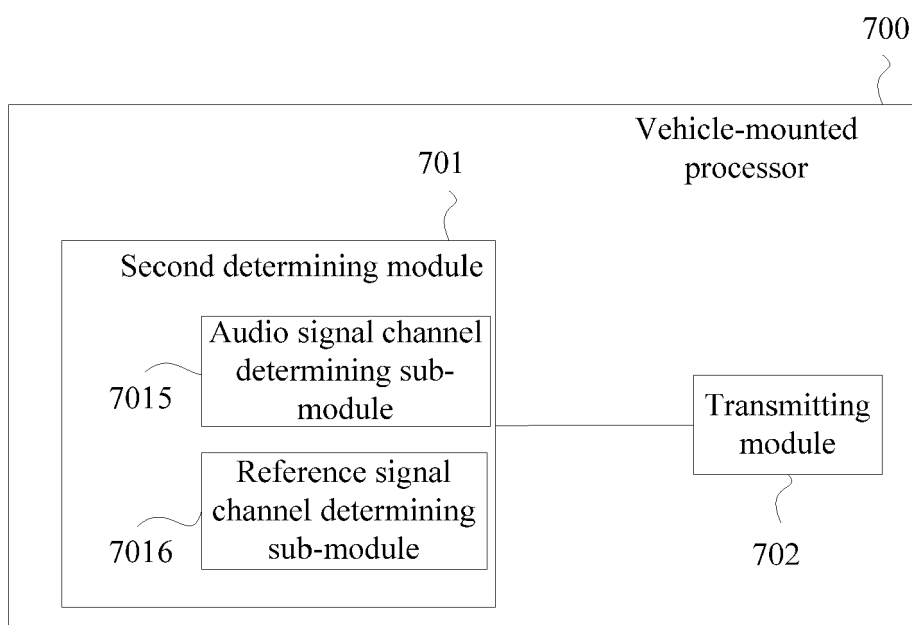 700
Vehicle-mounted
processor
701
Second determining module
Audio signal channel
determining sub-
module
7015
Reference signal
channel determining
sub-module
7016
Transmitting
module
702